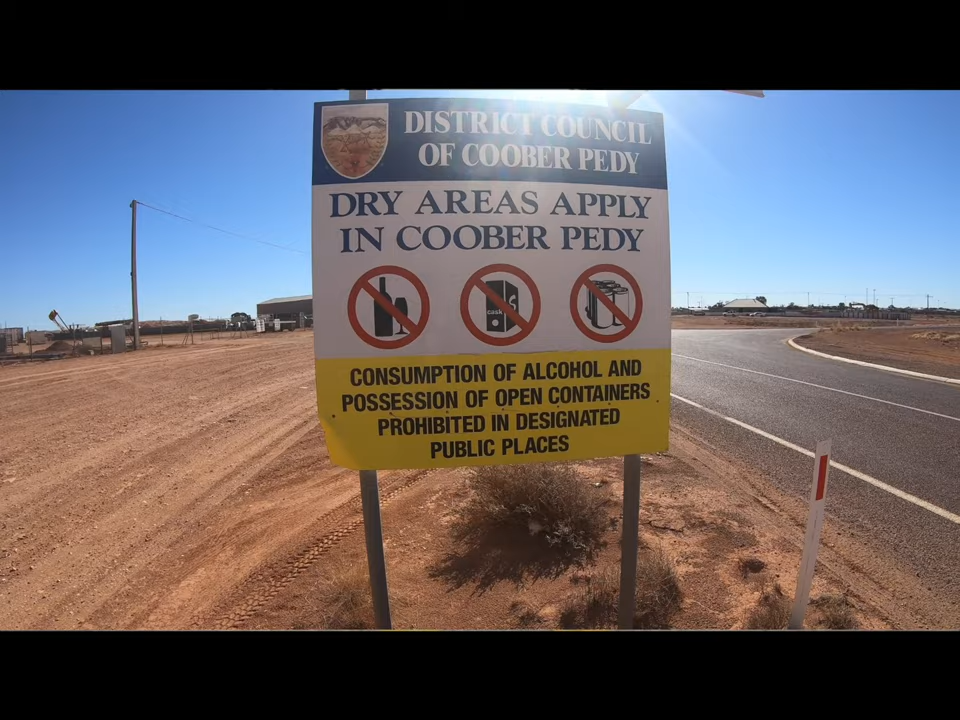 DISTRICT COUNCIL
OF COOBER PEDY
DRY AREAS APPLY
IN COOBER PEDY
cask
CONSUMPTION OF ALCOHOL AND
POSSESSION OF OPEN CONTAINERS
PROHIBITED IN DESIGNATED
PUBLIC PLACES